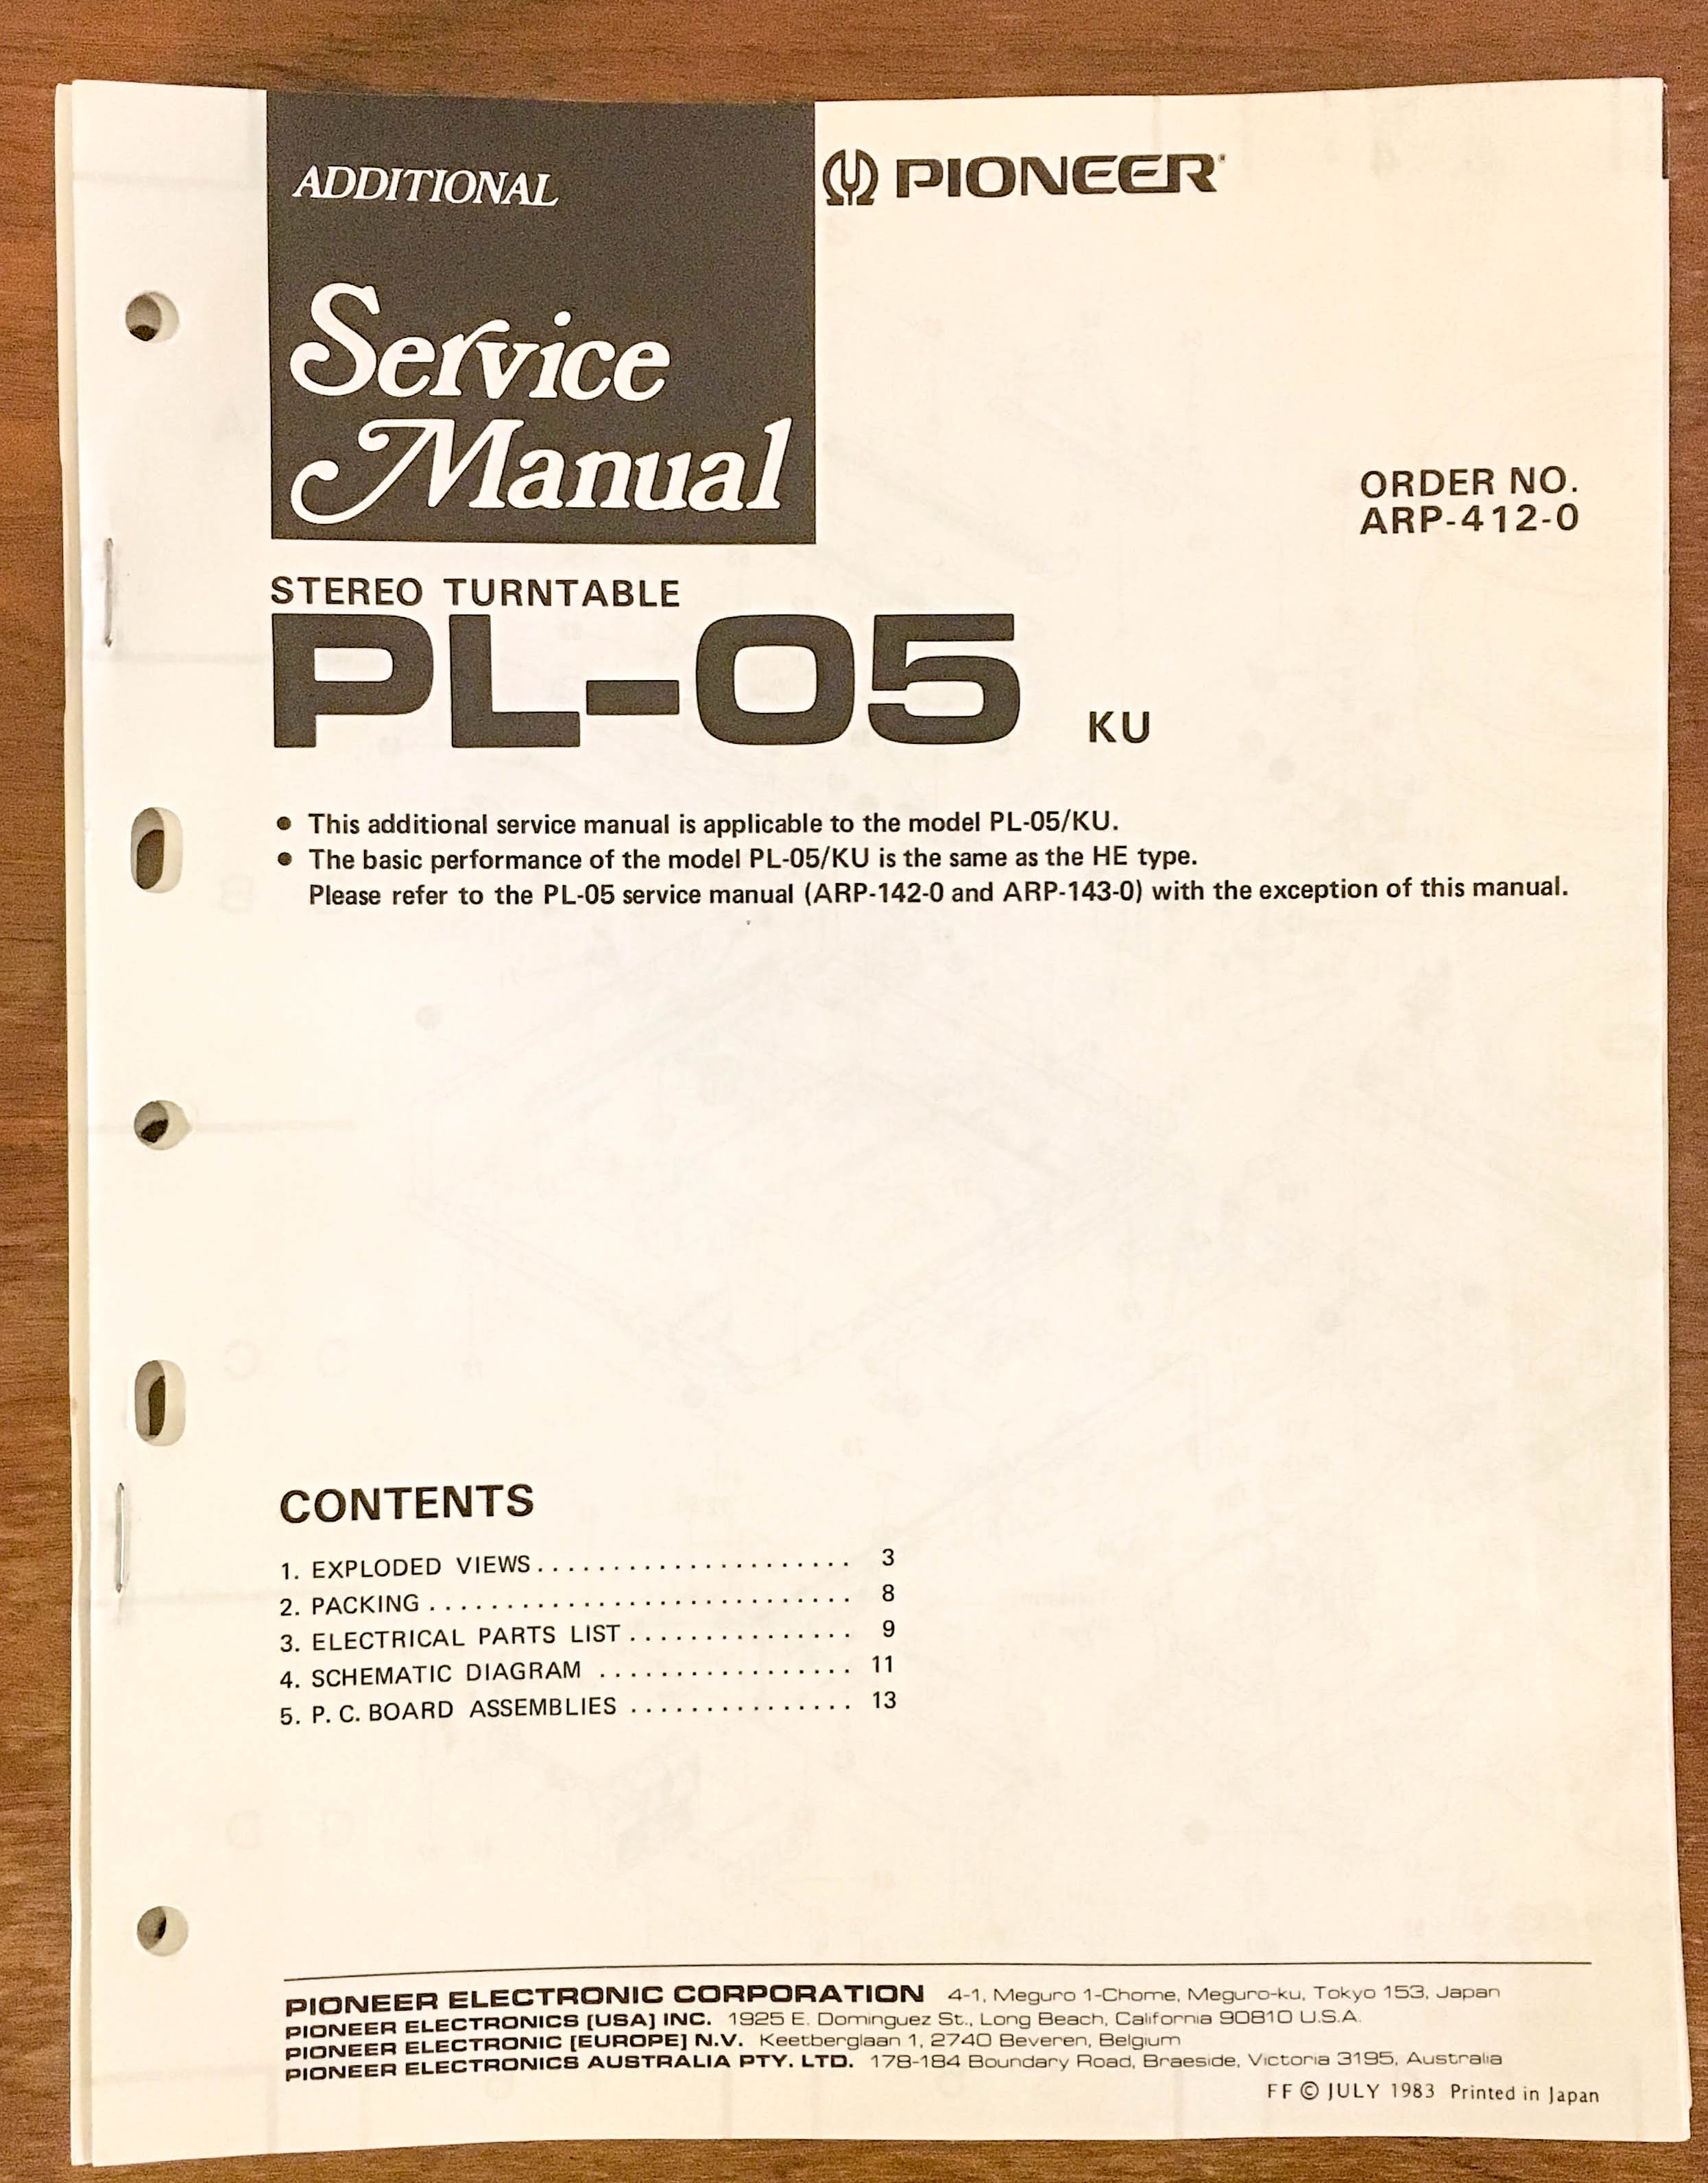 ADDITIONAL
PIONEER
Service
Manual
ORDER NO.
ARP-412-0
STEREO TURNTABLE
PL-05 KU
● This additional service manual is applicable to the model PL-05/KU.
● The basic performance of the model PL-05/KU is the same as the HE type.
Please refer to the PL-05 service manual (ARP-142-0 and ARP-143-0) with the exception of this manual.
CONTENTS
1. EXPLODED VIEWS..................... 3
2. PACKING............................ 8
3. ELECTRICAL PARTS LIST............... 9
4. SCHEMATIC DIAGRAM................. 11
5. P. C. BOARD ASSEMBLIES............... 13
PIONEER ELECTRONIC CORPORATION 4-1, Meguro 1-Chome, Meguro-ku, Tokyo 153, Japan
PIONEER ELECTRONICS [USA] INC. 1925 E. Dominguez St., Long Beach, California 90810 U.S.A.
PIONEER ELECTRONIC [EUROPE] N.V. Keetberglaan 1, 2740 Beveren, Belgium
PIONEER ELECTRONICS AUSTRALIA PTY. LTD. 178-184 Boundary Road, Braeside, Victoria 3195, Australia
FF © JULY 1983 Printed in Japan